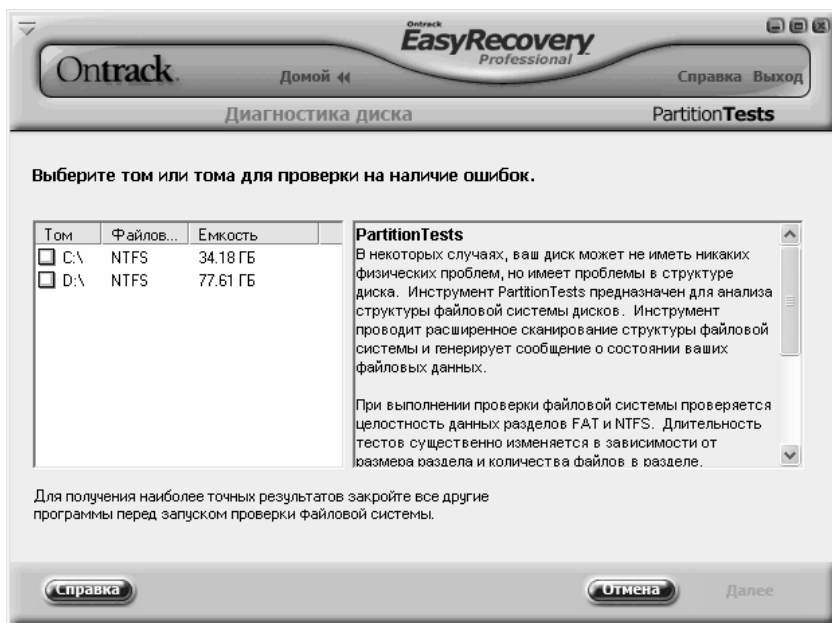 Ontrack
EasyRecovery
Professional
Ontrack.
Домой
Справка Выход
Диагностика диска
PartitionTests
Выберите том или тома для проверки на наличие ошибок.
Том Файлов... Емкость
C:\ NTFS 34.18 ГБ
D:\ NTFS 77.61 ГБ
PartitionTests
В некоторых случаях, ваш диск может не иметь никаких
физических проблем, но имеет проблемы в структуре
диска. Инструмент PartitionTests предназначен для анализа
структуры файловой системы дисков. Инструмент
проводит расширенное сканирование структуры файловой
системы и генерирует сообщение о состоянии ваших
файловых данных.
При выполнении проверки файловой системы проверяется
целостность данных разделов FAT и NTFS. Длительность
тестов существенно изменяется в зависимости от
размера раздела и количества файлов в разделе.
Для получения наиболее точных результатов закройте все другие
программы перед запуском проверки файловой системы.
Справка
Отмена
Далее